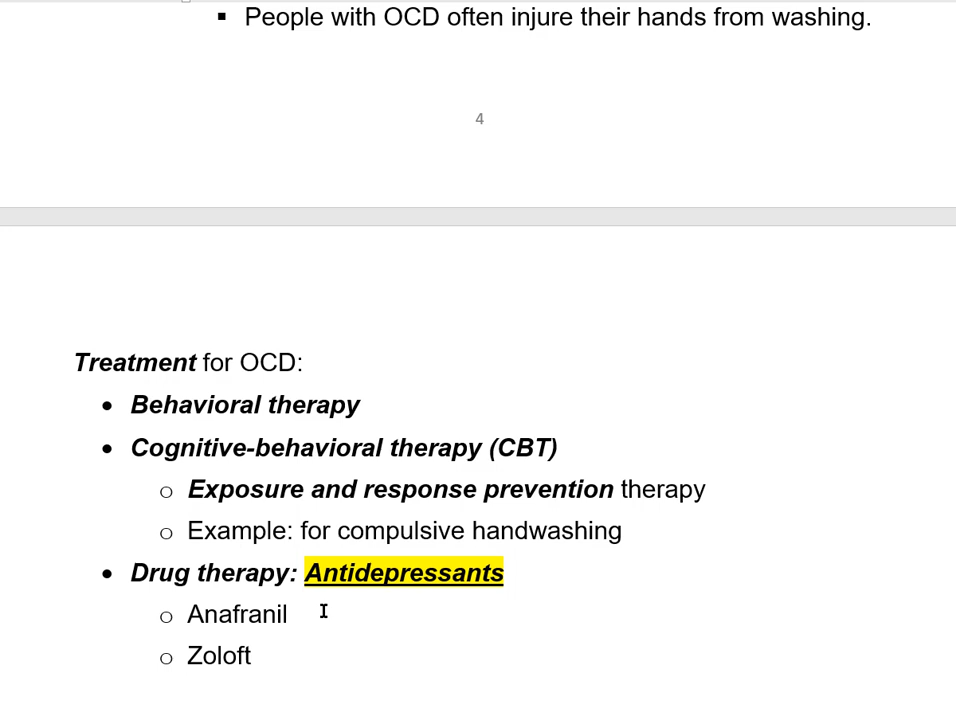 ▪ People with OCD often injure their hands from washing.
4
Treatment for OCD:
• Behavioral therapy
• Cognitive-behavioral therapy (CBT)
o Exposure and response prevention therapy
o Example: for compulsive handwashing
• Drug therapy: Antidepressants
o Anafranil
o Zoloft